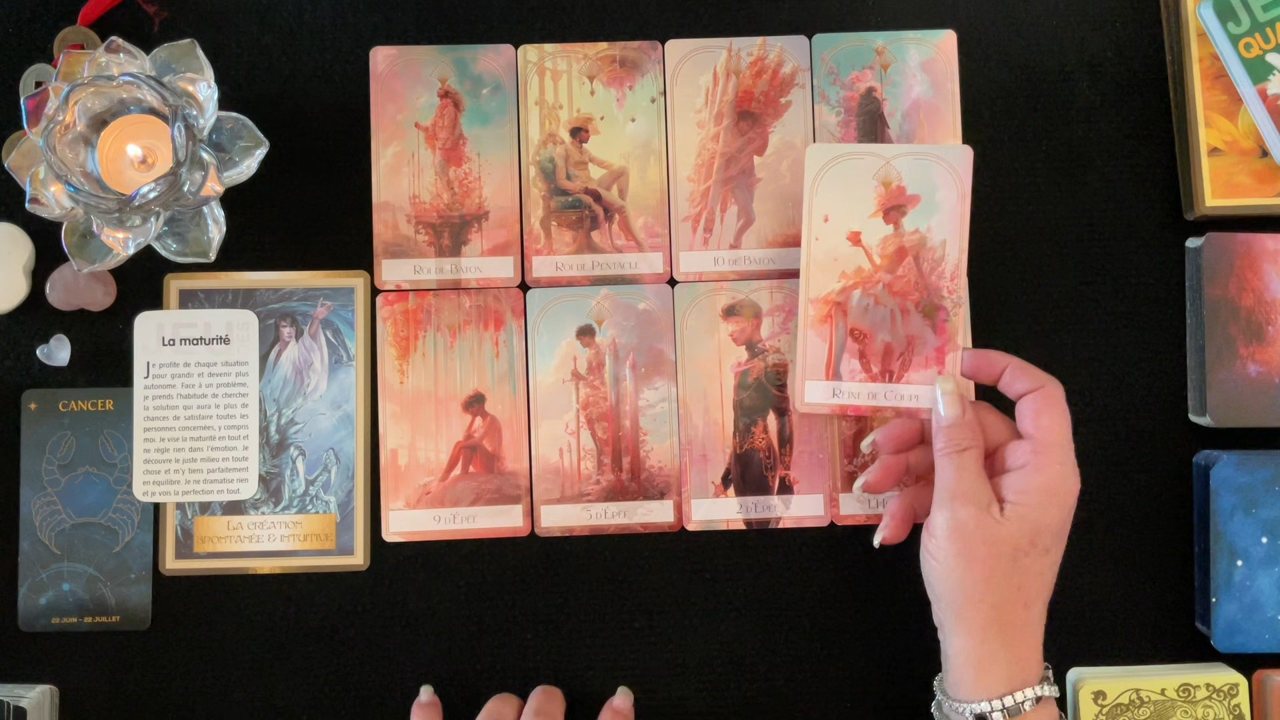 JEU
QUA
Roi de Bâton
Roi de Pentacle
10 de Bâton
Reine de Coupe
9 d'Épée
5 d'Épée
2 d'Épée
La maturité
Je profite de chaque situation
pour grandir et devenir plus
autonome. Face à un problème,
je prends l'habitude de chercher
la solution qui aura le plus de
chances de satisfaire toutes les
personnes concernées, y compris
moi. Je vise la maturité en tout et
ne règle rien dans l'émotion. Je
découvre le juste milieu en toute
chose et m'y tiens parfaitement
en équilibre. Je ne dramatise rien
et je vois la perfection en tout.
CANCER
22 JUIN - 22 JUILLET
La création
spontanée & intuitive